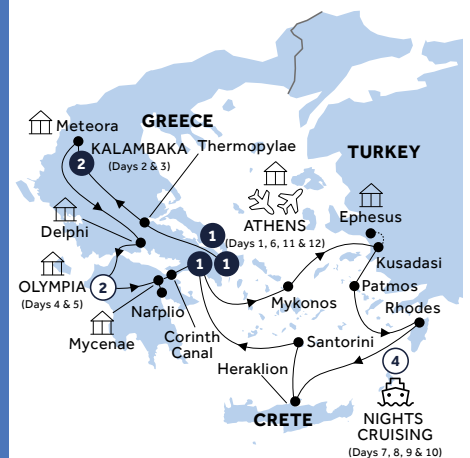 GREECE
Meteora
2
KALAMBAKA
(Days 2 & 3)
Thermopylae
TURKEY
Ephesus
1
ATHENS
(Days 1, 6, 11 & 12)
Delphi
1
1
Kusadasi
OLYMPIA
(Days 4 & 5)
2
Patmos
Mykonos
Nafplio
Rhodes
Mycenae
Corinth
Canal
Santorini
Heraklion
4
CRETE
NIGHTS
CRUISING
(Days 7, 8, 9 & 10)